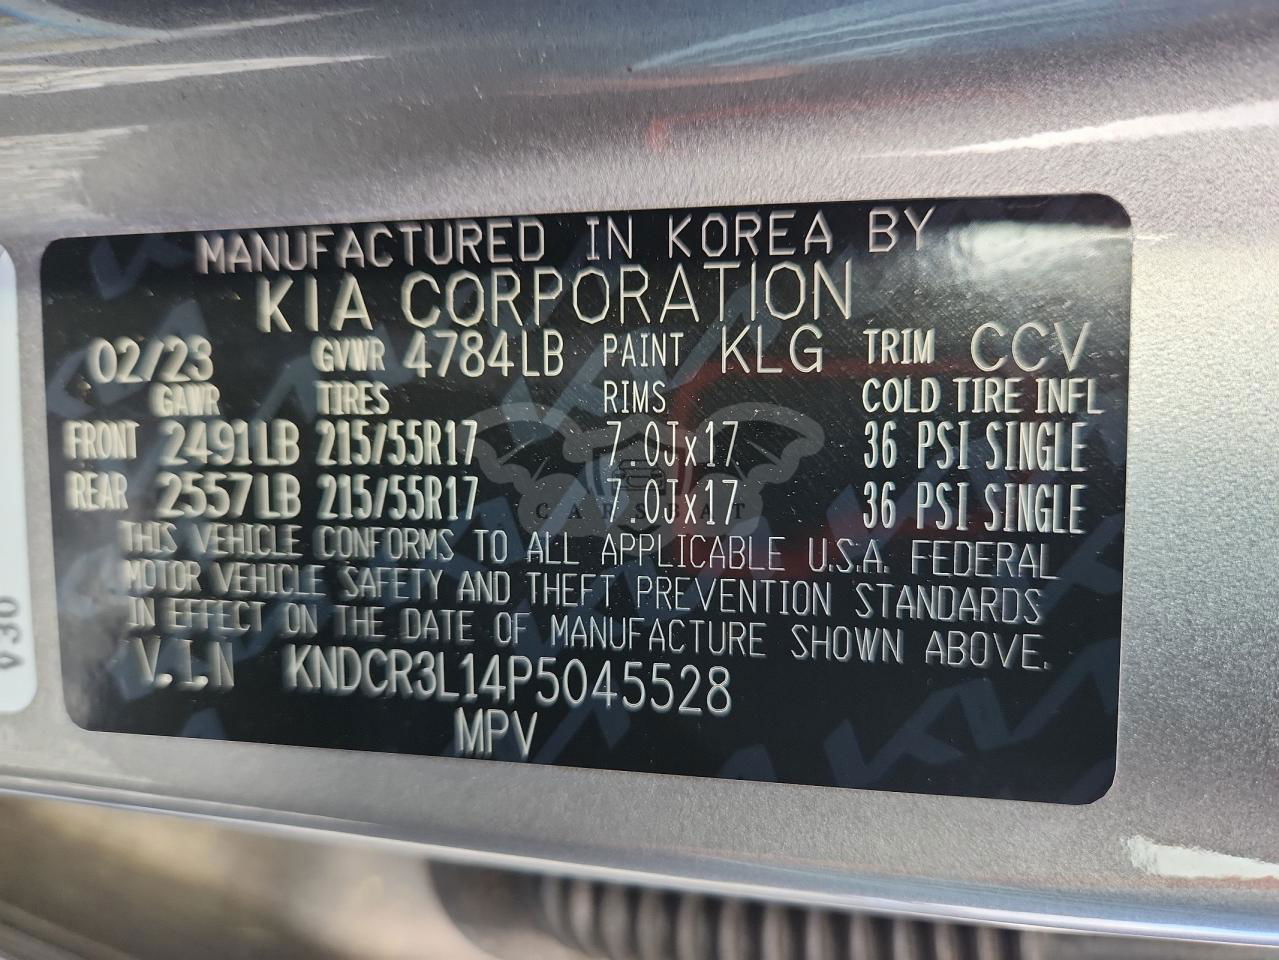 MANUFACTURED IN KOREA BY
KIA CORPORATION
02/23 GVWR 4784LB PAINT KLG TRIM CCV
GAWR TIRES RIMS COLD TIRE INFL
FRONT 2491LB 215/55R17 7.0Jx17 36 PSI SINGLE
REAR 2557LB 215/55R17 7.0Jx17 36 PSI SINGLE
CARSBAT
THIS VEHICLE CONFORMS TO ALL APPLICABLE U.S.A. FEDERAL
MOTOR VEHICLE SAFETY AND THEFT PREVENTION STANDARDS
IN EFFECT ON THE DATE OF MANUFACTURE SHOWN ABOVE.
V.I.N KNDCR3L14P5045528
MPV